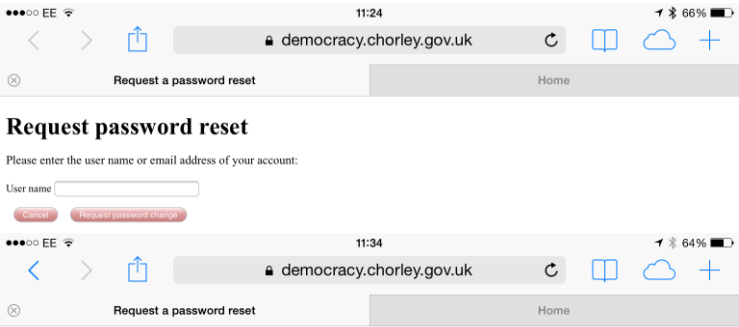 EE 11:24 66%
democracy.chorley.gov.uk
Request a password reset Home
Request password reset
Please enter the user name or email address of your account:
User name
Cancel Request password change
EE 11:34 64%
democracy.chorley.gov.uk
Request a password reset Home